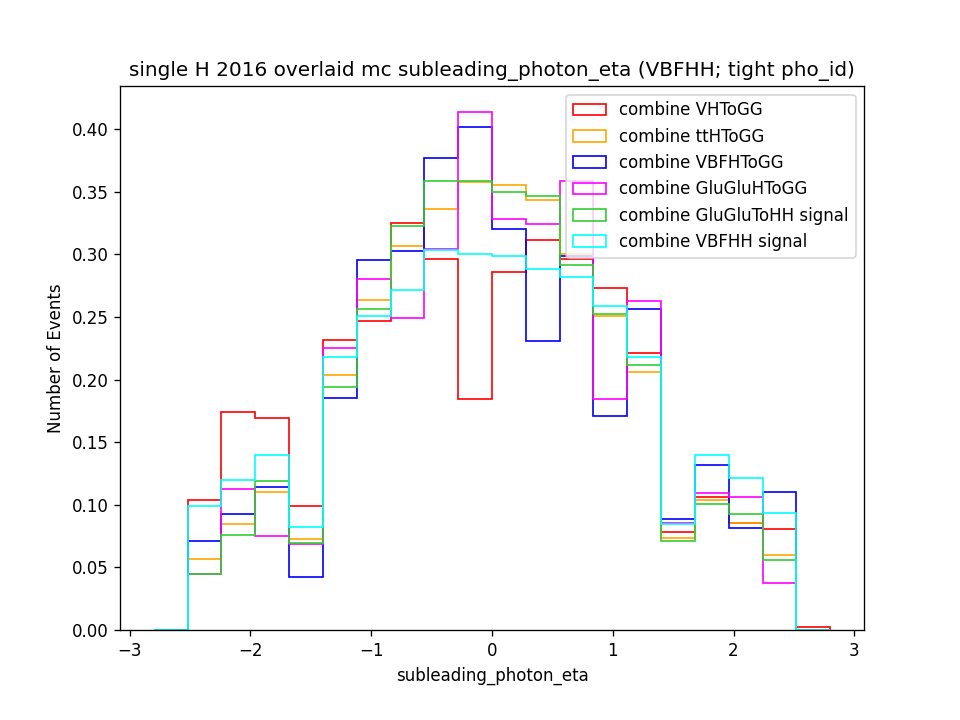 single H 2016 overlaid mc subleading_photon_eta (VBFHH; tight pho_id)
combine VHToGG
combine ttHToGG
combine VBFHToGG
combine GluGluHToGG
combine GluGluToHH signal
combine VBFHH signal
Number of Events
0.40
0.35
0.30
0.25
0.20
0.15
0.10
0.05
0.00
−3 −2 −1 0 1 2 3
subleading_photon_eta